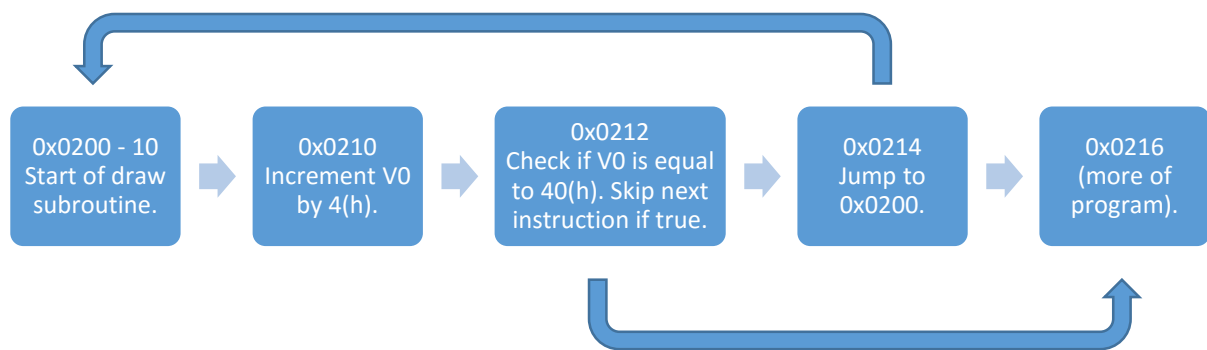 0x0200 - 10
Start of draw
subroutine.
0x0210
Increment V0
by 4(h).
0x0212
Check if V0 is equal
to 40(h). Skip next
instruction if true.
0x0214
Jump to
0x0200.
0x0216
(more of
program).